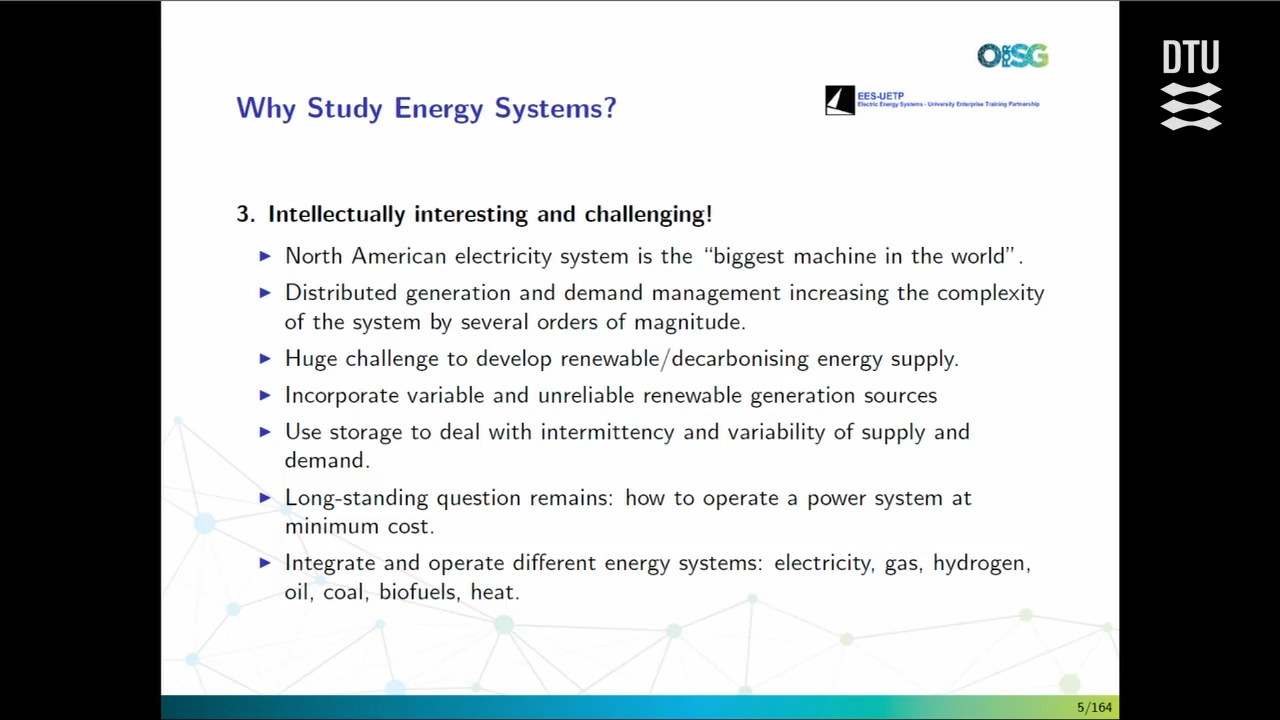 OR for SG
DTU
EES-UETP
Electric Energy Systems - University Enterprise Training Partnership
Why Study Energy Systems?
3. Intellectually interesting and challenging!
► North American electricity system is the “biggest machine in the world”.
► Distributed generation and demand management increasing the complexity
of the system by several orders of magnitude.
► Huge challenge to develop renewable/decarbonising energy supply.
► Incorporate variable and unreliable renewable generation sources
► Use storage to deal with intermittency and variability of supply and
demand.
► Long-standing question remains: how to operate a power system at
minimum cost.
► Integrate and operate different energy systems: electricity, gas, hydrogen,
oil, coal, biofuels, heat.
5/164